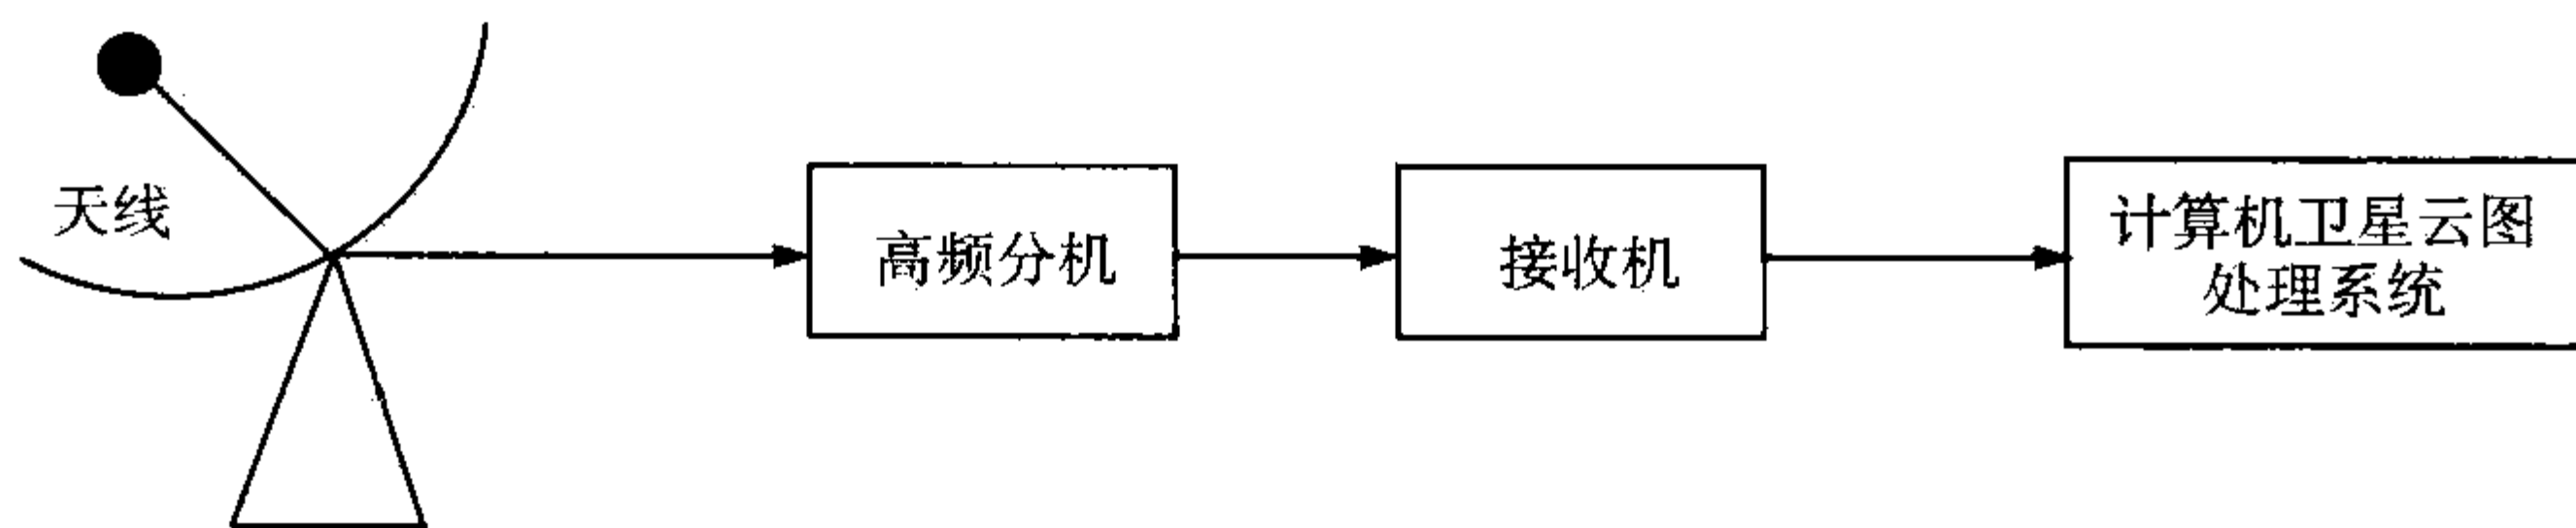 天线
高频分机
接收机
计算机卫星云图
处理系统